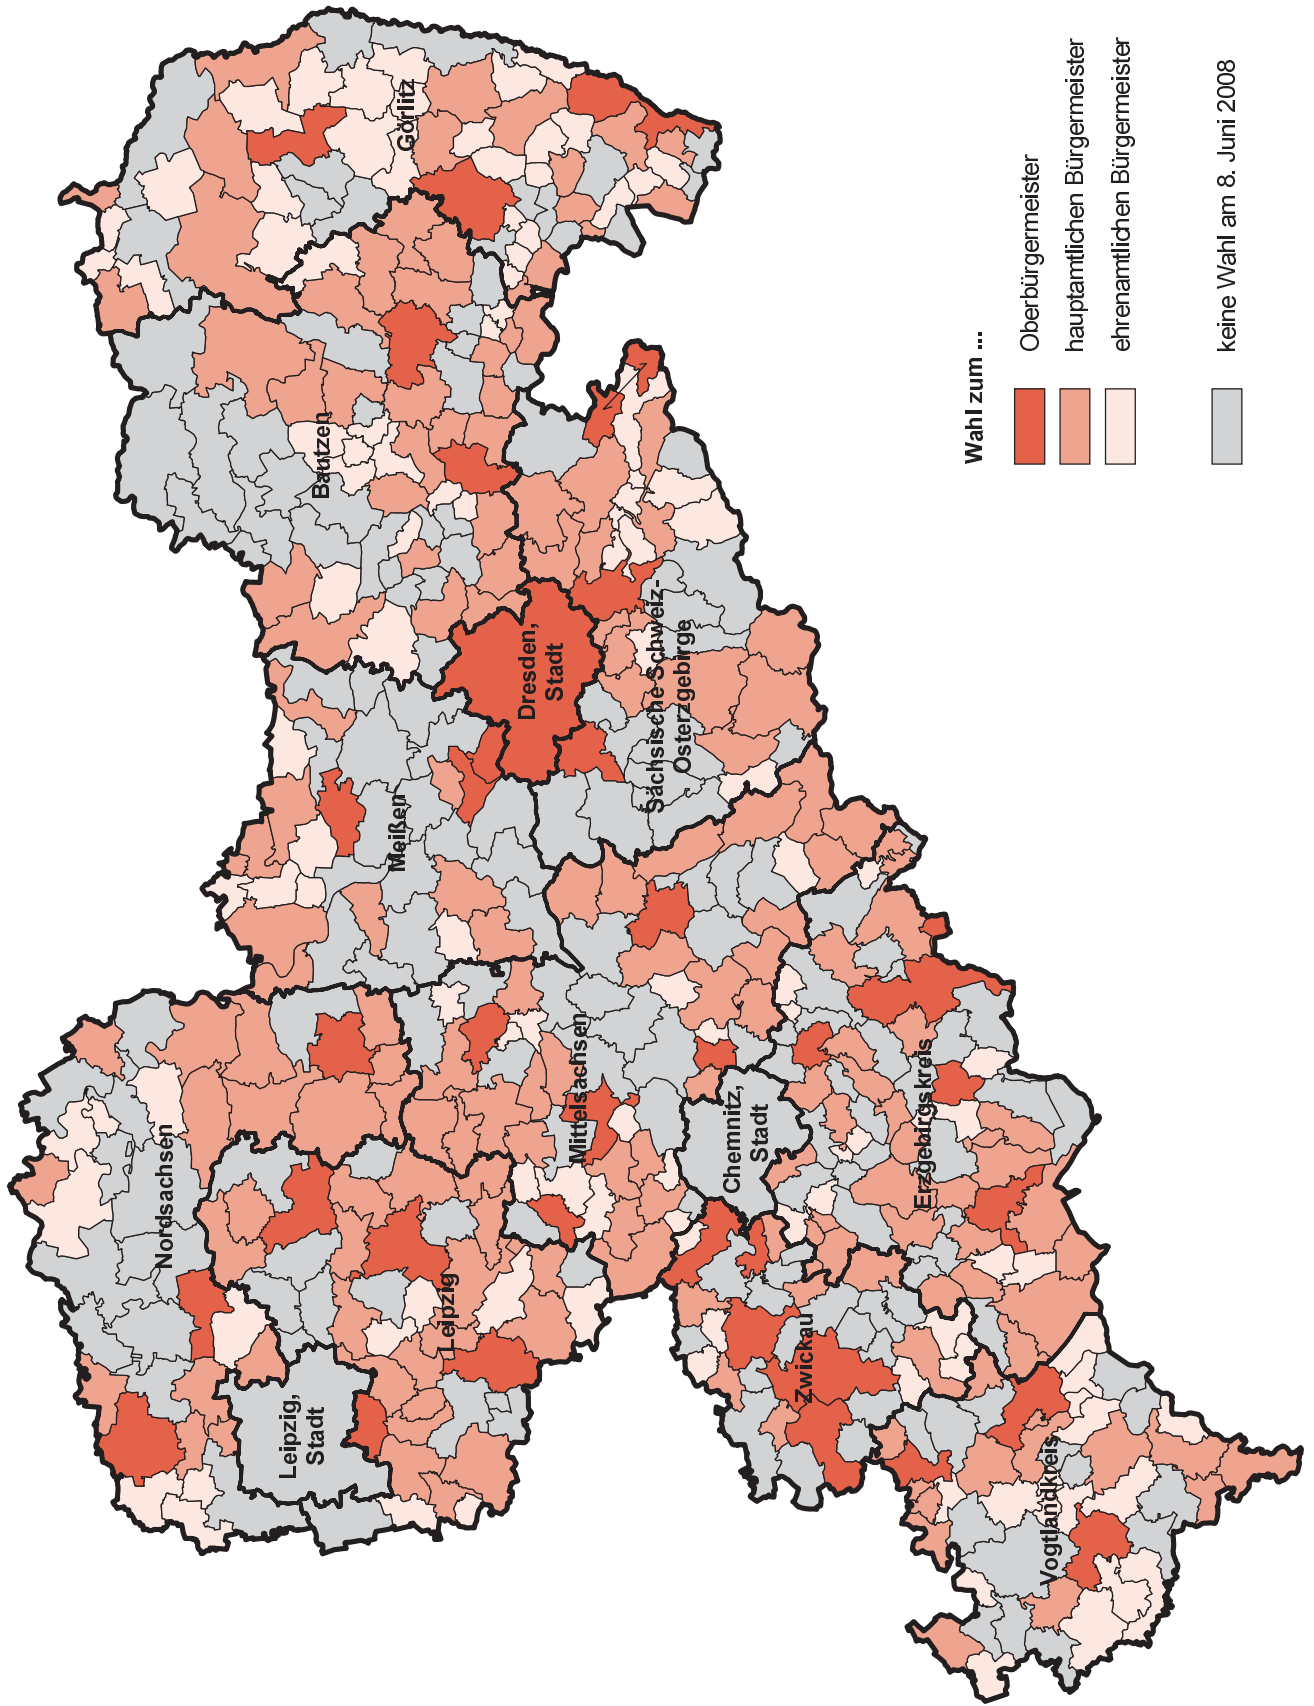 Görlitz
Bautzen
Dresden,
Stadt
Sächsische Schweiz-
Osterzgebirge
Meißen
Nordsachsen
Mittelsachsen
Chemnitz,
Stadt
Erzgebirgskreis
Leipzig
Leipzig,
Stadt
Zwickau
Vogtlandkreis
Wahl zum ...
Oberbürgermeister
hauptamtlichen Bürgermeister
ehrenamtlichen Bürgermeister
keine Wahl am 8. Juni 2008